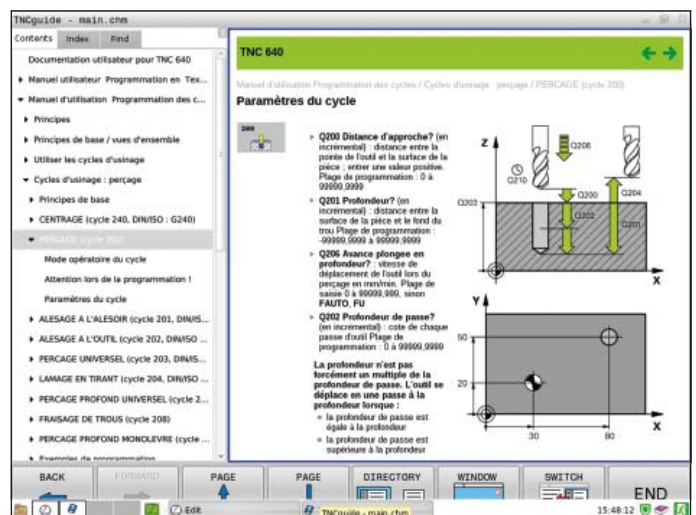 TNCguide - main.chm
Contents Index Find
Documentation utilisateur pour TNC 640
Manuel utilisateur Programmation en Tex...
Manuel d'utilisation Programmation des c...
Principes
Principes de base / vues d'ensemble
Utiliser les cycles d'usinage
Cycles d'usinage : perçage
Principes de base
CENTRAGE (cycle 240, DIN/ISO : G240)
PERCAGE (cycle 200)
Mode opératoire du cycle
Attention lors de la programmation !
Paramètres du cycle
ALESAGE A L'ALESOIR (cycle 201, DIN/IS...
ALESAGE A L'OUTIL (cycle 202, DIN/ISO ...
PERCAGE UNIVERSEL (cycle 203, DIN/IS...
LAMAGE EN TIRANT (cycle 204, DIN/ISO ...
PERCAGE PROFOND UNIVERSEL (cycle 2...
FRAISAGE DE TROUS (cycle 208)
PERCAGE PROFOND MONOLEVRE (cycle ...
Exemples de programmation
TNC 640
Manuel d'utilisation Programmation des cycles / Cycles d'usinage : perçage / PERCAGE (cycle 200)
Paramètres du cycle
200
Q200 Distance d'approche? (en
incrémental) : distance entre la
pointe de l'outil et la surface de la
pièce ; entrer une valeur positive.
Plage de programmation : 0 à
99999,9999
Q201 Profondeur? (en
incrémental) : distance entre la
surface de la pièce et le fond du
trou Plage de programmation :
-99999,9999 à 99999,9999
Q206 Avance plongee en
profondeur? : vitesse de
déplacement de l'outil lors du
perçage en mm/min. Plage de
saisie 0 à 99999,999, sinon
FAUTO, FU
Q202 Profondeur de passe?
(en incrémental) : cote de chaque
passe d'outil Plage de
programmation : 0 à 99999,9999
La profondeur n'est pas
forcément un multiple de la
profondeur de passe. L'outil se
déplace en une passe à la
profondeur lorsque :
la profondeur de passe est
égale à la profondeur
la profondeur de passe est
supérieure à la profondeur
Z
Q206
Q210
Q200
Q204
Q203
Q202
Q201
X
Y
50
20
30
80
X
BACK FORWARD PAGE PAGE DIRECTORY WINDOW SWITCH END
Edit
TNCguide - main.chm
15:48:12